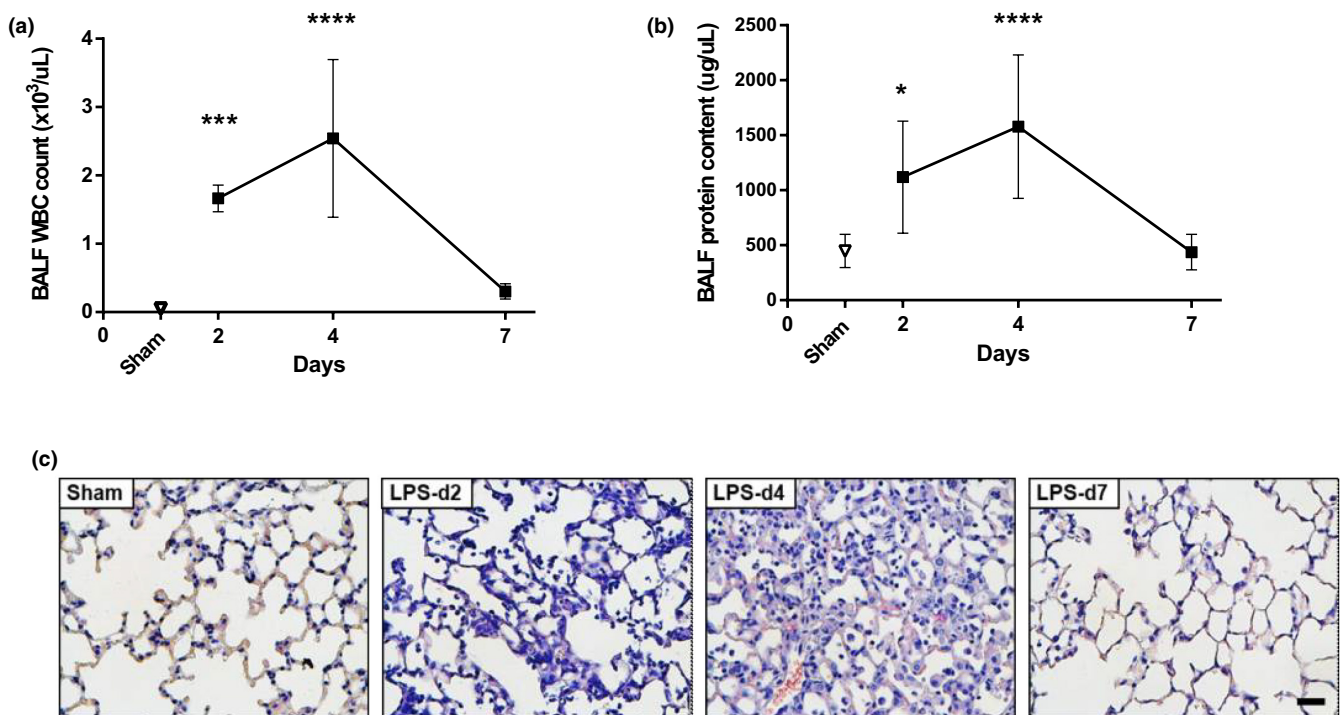 (a)
****
***
BALF WBC count (x10³/uL)
4
3
2
1
0
0
Sham
2
4
7
Days
(b)
****
*
BALF protein content (ug/uL)
2500
2000
1500
1000
500
0
0
Sham
2
4
7
Days
(c)
Sham
LPS-d2
LPS-d4
LPS-d7